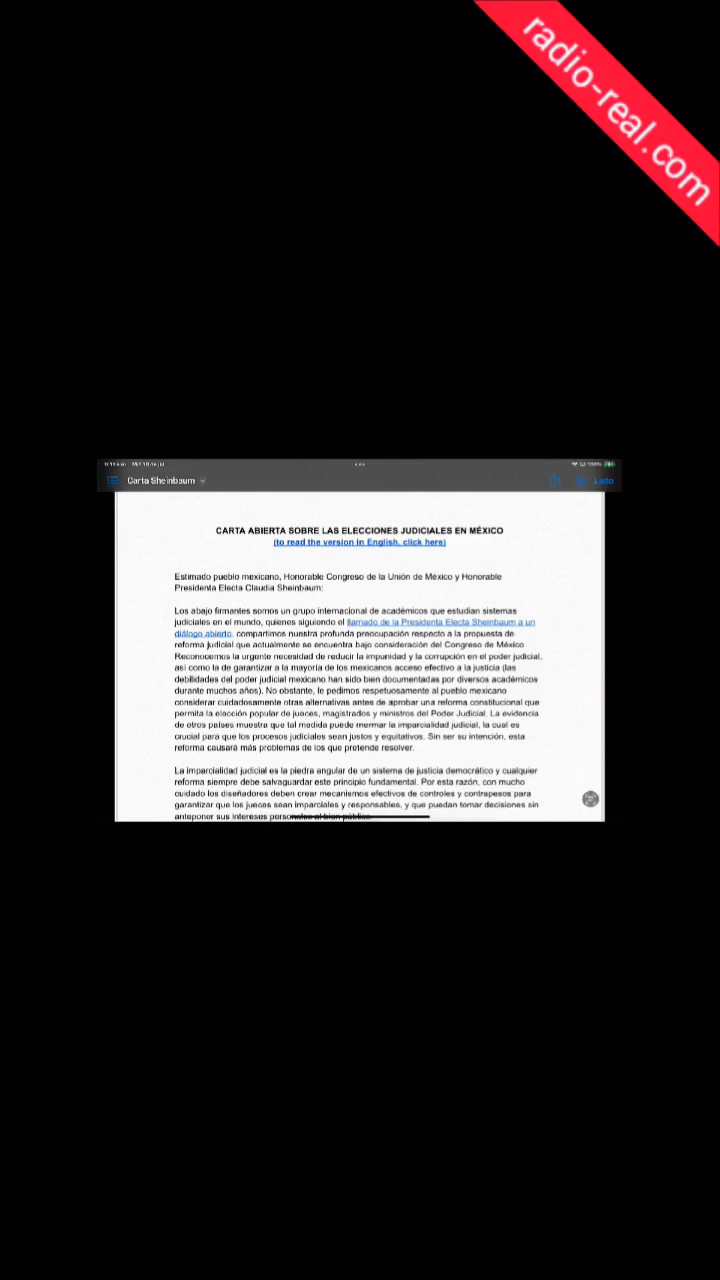 radio-real.com
Carta Sheinbaum
Listo
CARTA ABIERTA SOBRE LAS ELECCIONES JUDICIALES EN MÉXICO
(to read the version in English, click here)
Estimado pueblo mexicano, Honorable Congreso de la Unión de México y Honorable
Presidenta Electa Claudia Sheinbaum:
Los abajo firmantes somos un grupo internacional de académicos que estudian sistemas
judiciales en el mundo, quienes siguiendo el llamado de la Presidenta Electa Sheinbaum a un
diálogo abierto, compartimos nuestra profunda preocupación respecto a la propuesta de
reforma judicial que actualmente se encuentra bajo consideración del Congreso de México
Reconocemos la urgente necesidad de reducir la impunidad y la corrupción en el poder judicial,
así como la de garantizar a la mayoría de los mexicanos acceso efectivo a la justicia (las
debilidades del poder judicial mexicano han sido bien documentadas por diversos académicos
durante muchos años). No obstante, le pedimos respetuosamente al pueblo mexicano
considerar cuidadosamente otras alternativas antes de aprobar una reforma constitucional que
permita la elección popular de jueces, magistrados y ministros del Poder Judicial. La evidencia
de otros países muestra que tal medida puede mermar la imparcialidad judicial, la cual es
crucial para que los procesos judiciales sean justos y equitativos. Sin ser su intención, esta
reforma causará más problemas de los que pretende resolver.
La imparcialidad judicial es la piedra angular de un sistema de justicia democrático y cualquier
reforma siempre debe salvaguardar este principio fundamental. Por esta razón, con mucho
cuidado los diseñadores deben crear mecanismos efectivos de controles y contrapesos para
garantizar que los jueces sean imparciales y responsables, y que puedan tomar decisiones sin
anteponer sus intereses personales al bien público.